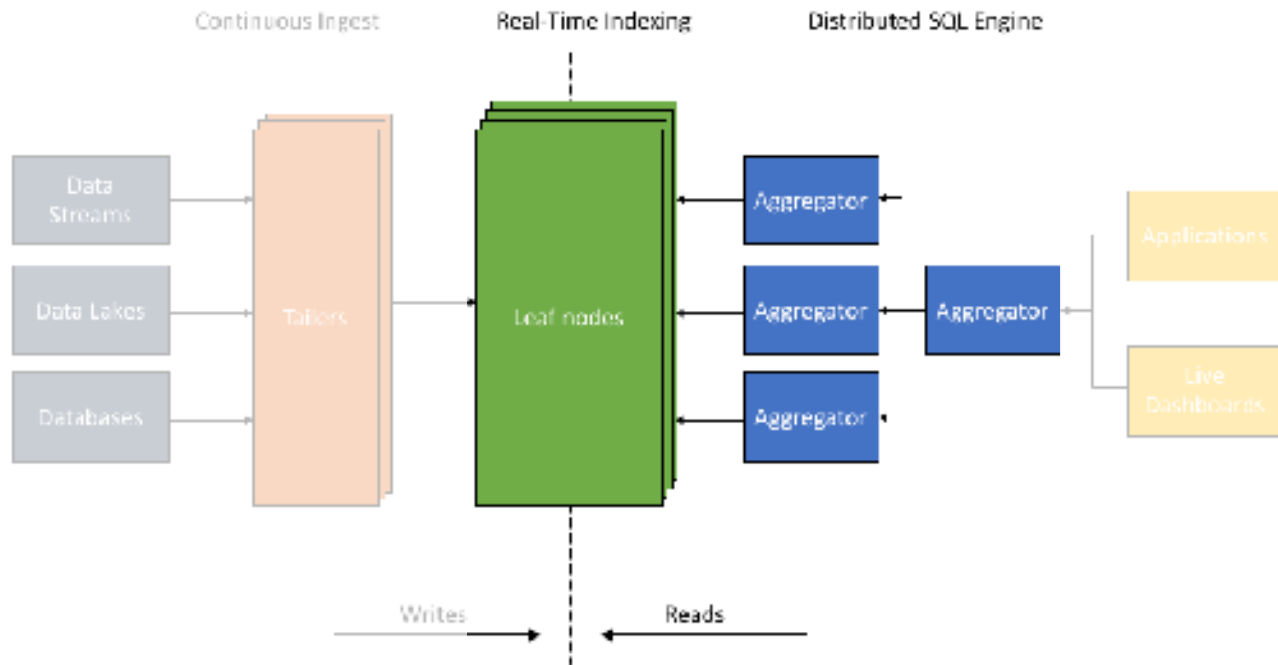 Continuous Ingest
Real-Time Indexing
Distributed SQL Engine
Data
Streams
Data Lakes
Databases
Tailers
Leaf nodes
Aggregator
Aggregator
Aggregator
Aggregator
Applications
Live
Dashboards
Writes
Reads